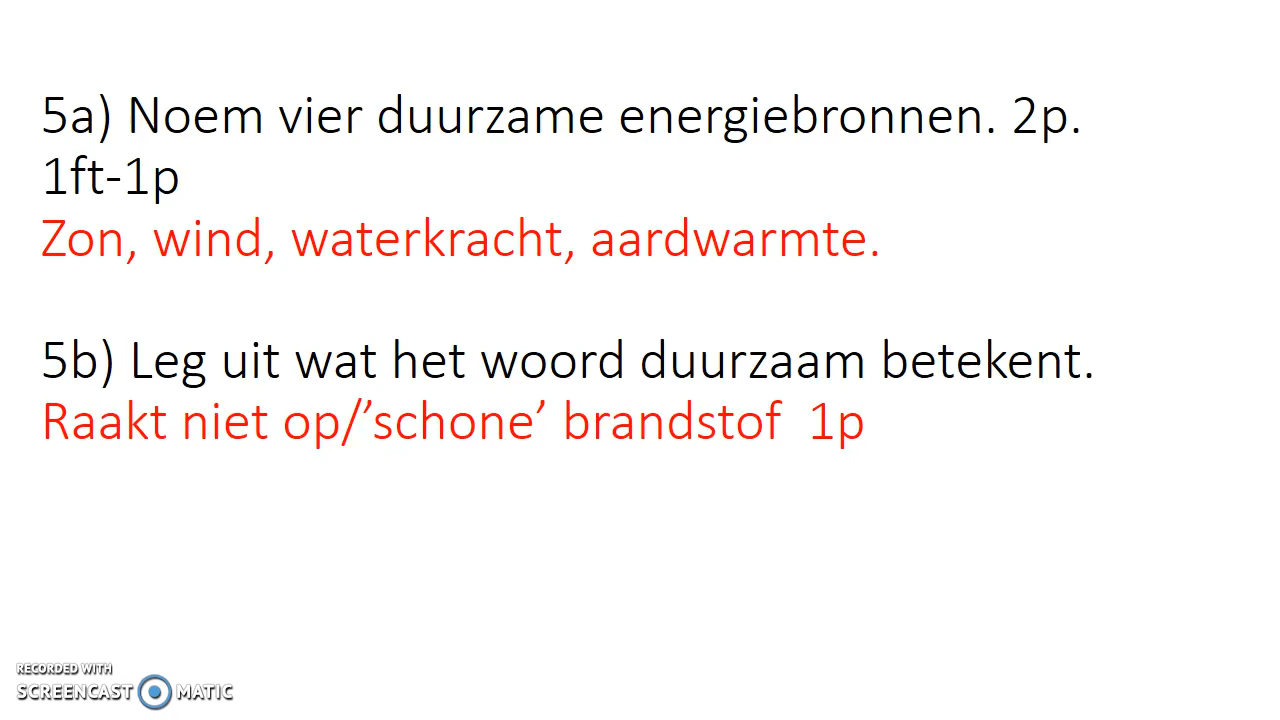 5a) Noem vier duurzame energiebronnen. 2p.
1ft-1p
Zon, wind, waterkracht, aardwarmte.
5b) Leg uit wat het woord duurzaam betekent.
Raakt niet op/’schone’ brandstof 1p
RECORDED WITH
SCREENCAST MATIC